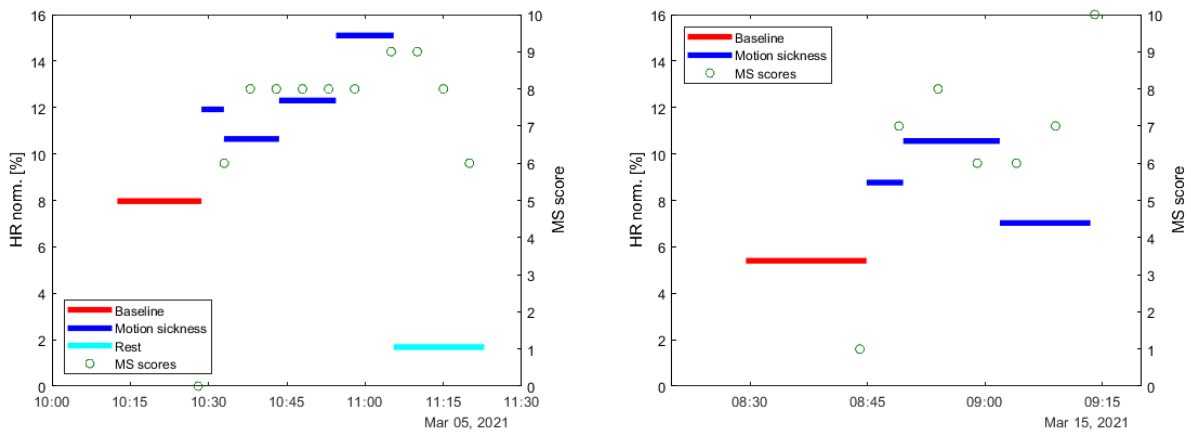 16
14
12
10
8
6
4
2
0
HR norm. [%]
10
9
8
7
6
5
4
3
2
1
0
MS score
Baseline
Motion sickness
Rest
MS scores
10:00 10:15 10:30 10:45 11:00 11:15 11:30
Mar 05, 2021
16
14
12
10
8
6
4
2
0
HR norm. [%]
Baseline
Motion sickness
MS scores
10
9
8
7
6
5
4
3
2
1
0
MS score
08:30 08:45 09:00 09:15
Mar 15, 2021